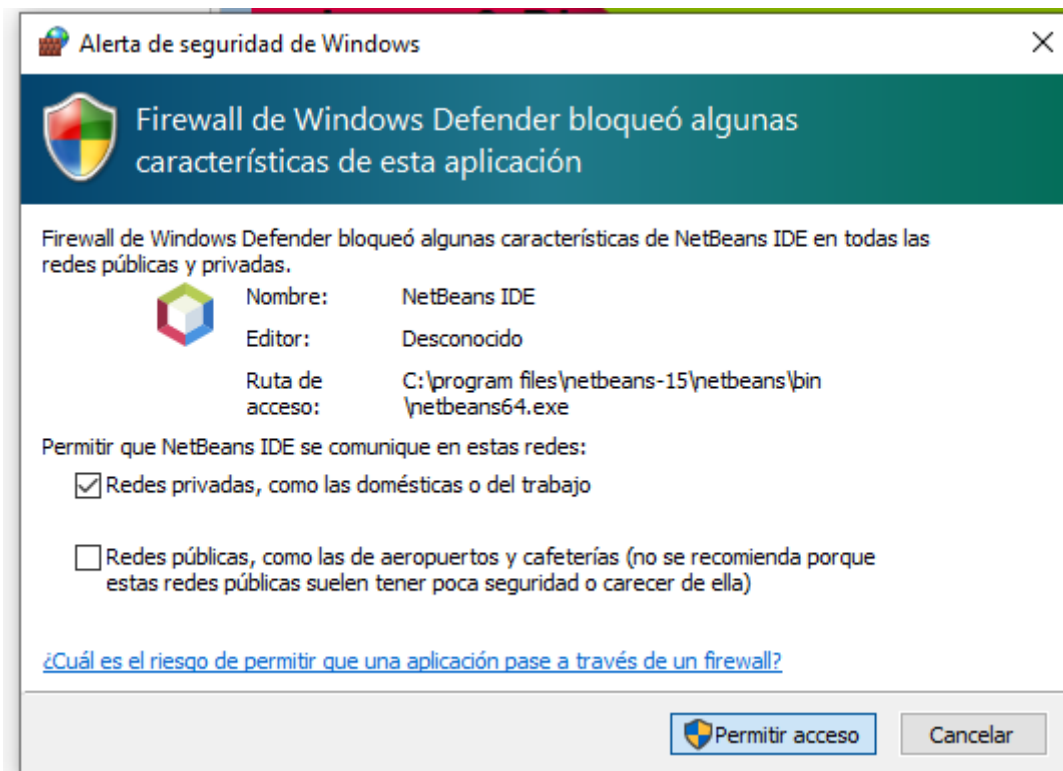 Alerta de seguridad de Windows
Firewall de Windows Defender bloqueó algunas
características de esta aplicación
Firewall de Windows Defender bloqueó algunas características de NetBeans IDE en todas las
redes públicas y privadas.
Nombre: NetBeans IDE
Editor: Desconocido
Ruta de C:\program files\netbeans-15\netbeans\bin
acceso: \netbeans64.exe
Permitir que NetBeans IDE se comunique en estas redes:
Redes privadas, como las domésticas o del trabajo
Redes públicas, como las de aeropuertos y cafeterías (no se recomienda porque
estas redes públicas suelen tener poca seguridad o carecer de ella)
¿Cuál es el riesgo de permitir que una aplicación pase a través de un firewall?
Permitir acceso Cancelar